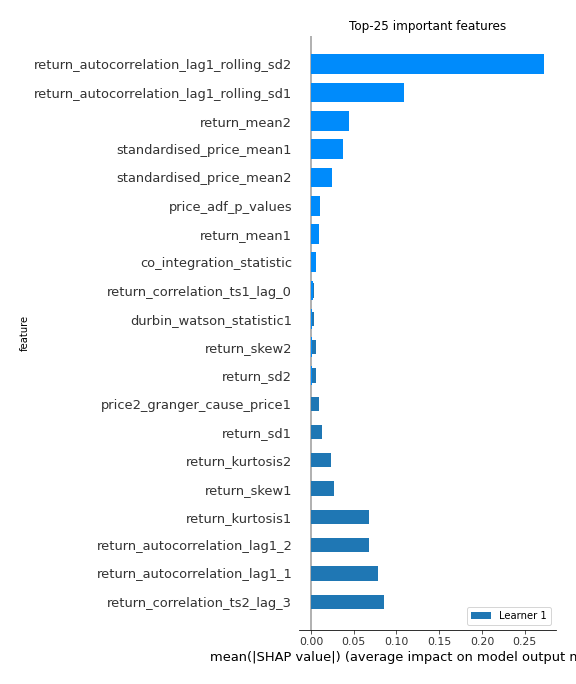 Top-25 important features
return_autocorrelation_lag1_rolling_sd2
return_autocorrelation_lag1_rolling_sd1
return_mean2
standardised_price_mean1
standardised_price_mean2
price_adf_p_values
return_mean1
co_integration_statistic
return_correlation_ts1_lag_0
durbin_watson_statistic1
return_skew2
return_sd2
price2_granger_cause_price1
return_sd1
return_kurtosis2
return_skew1
return_kurtosis1
return_autocorrelation_lag1_2
return_autocorrelation_lag1_1
return_correlation_ts2_lag_3
feature
Learner 1
0.00 0.05 0.10 0.15 0.20 0.25
mean(|SHAP value|) (average impact on model output